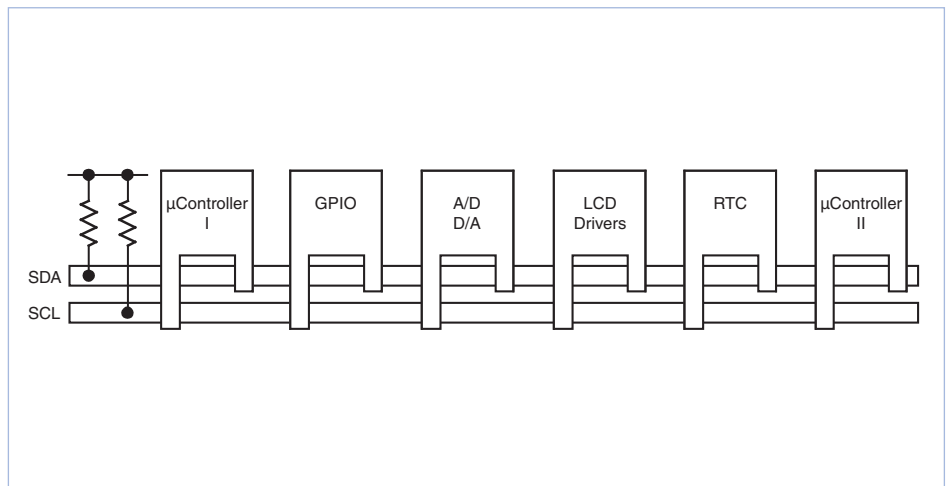 µController
I
GPIO
A/D
D/A
LCD
Drivers
RTC
µController
II
SDA
SCL